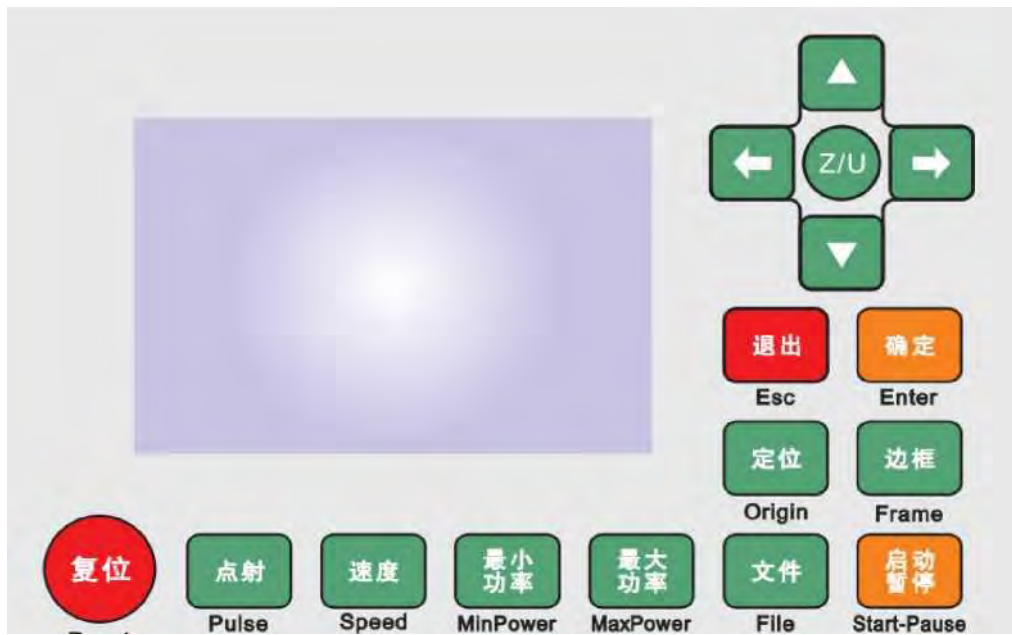 Z/U
退出
确定
Esc
Enter
定位
边框
Origin
Frame
复位
点射
速度
最小
功率
最大
功率
文件
启动
暂停
Pulse
Speed
MinPower
MaxPower
File
Start-Pause